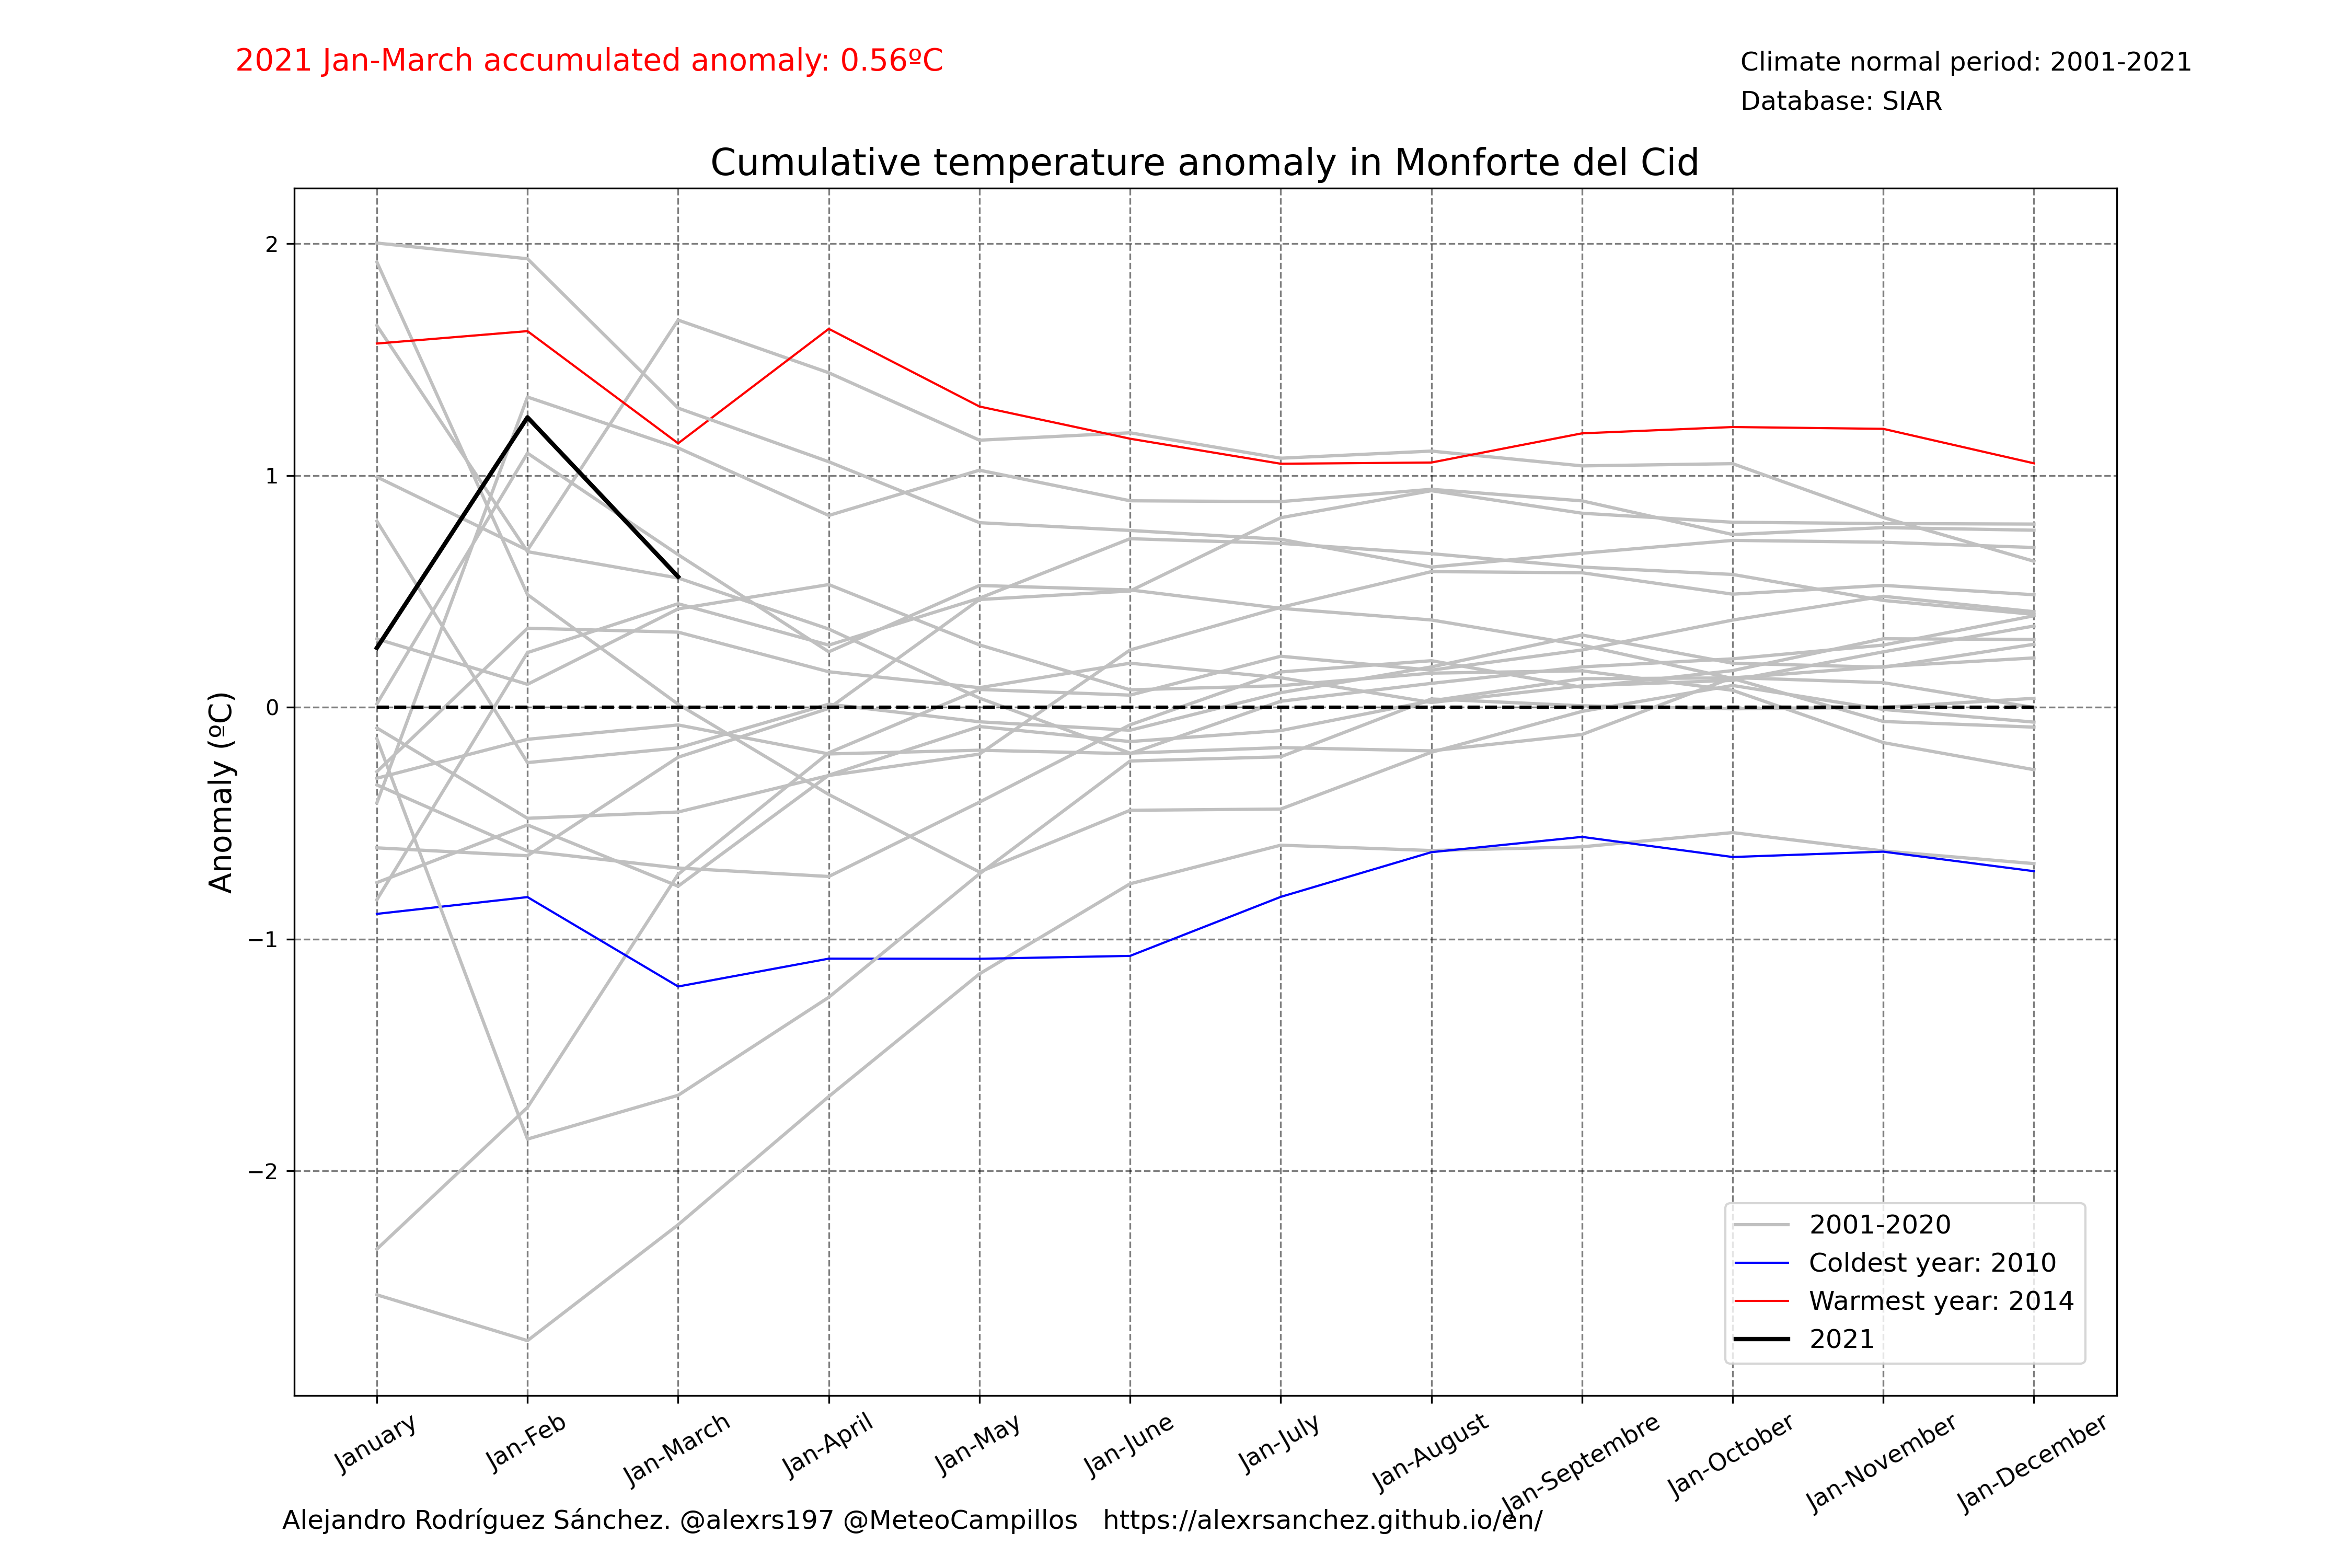 2021 Jan-March accumulated anomaly: 0.56ºC
Climate normal period: 2001-2021
Database: SIAR
Cumulative temperature anomaly in Monforte del Cid
Anomaly (ºC)
2
1
0
−1
−2
2001-2020
Coldest year: 2010
Warmest year: 2014
2021
January
Jan-Feb
Jan-March
Jan-April
Jan-May
Jan-June
Jan-July
Jan-August
Jan-Septembre
Jan-October
Jan-November
Jan-December
Alejandro Rodríguez Sánchez. @alexrs197 @MeteoCampillos https://alexrsanchez.github.io/en/